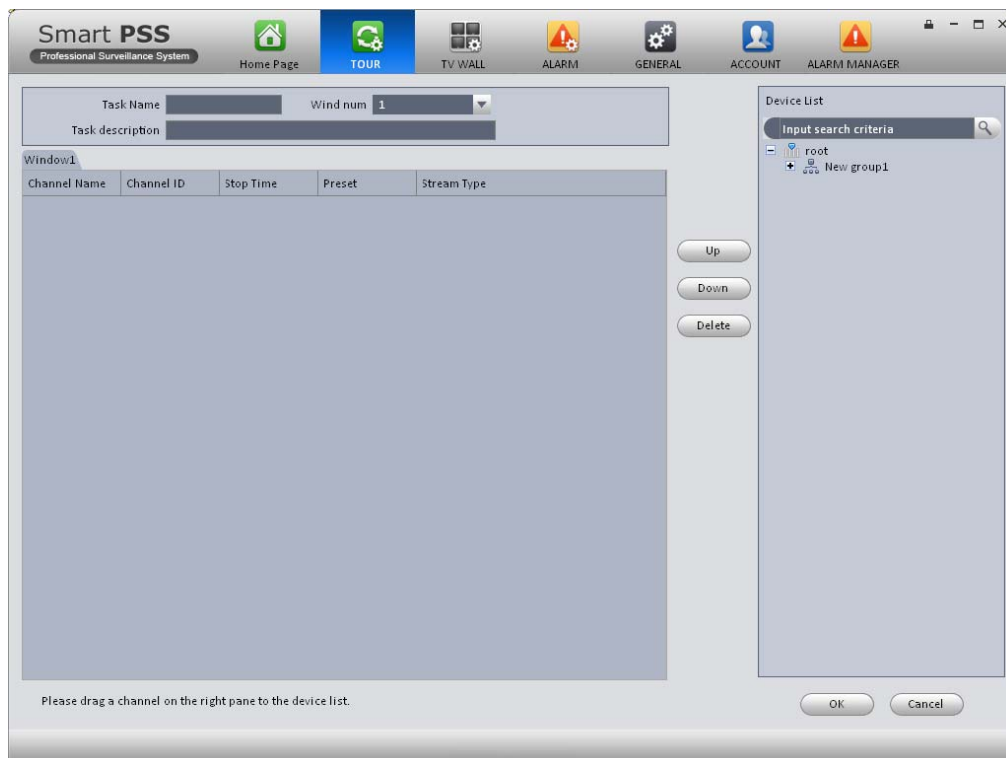 Smart PSS
Professional Surveillance System
Home Page
TOUR
TV WALL
ALARM
GENERAL
ACCOUNT
ALARM MANAGER
Task Name
Wind num 1
Task description
Window1
Channel Name Channel ID Stop Time Preset Stream Type
Up
Down
Delete
Device List
Input search criteria
root
New group1
Please drag a channel on the right pane to the device list.
OK
Cancel